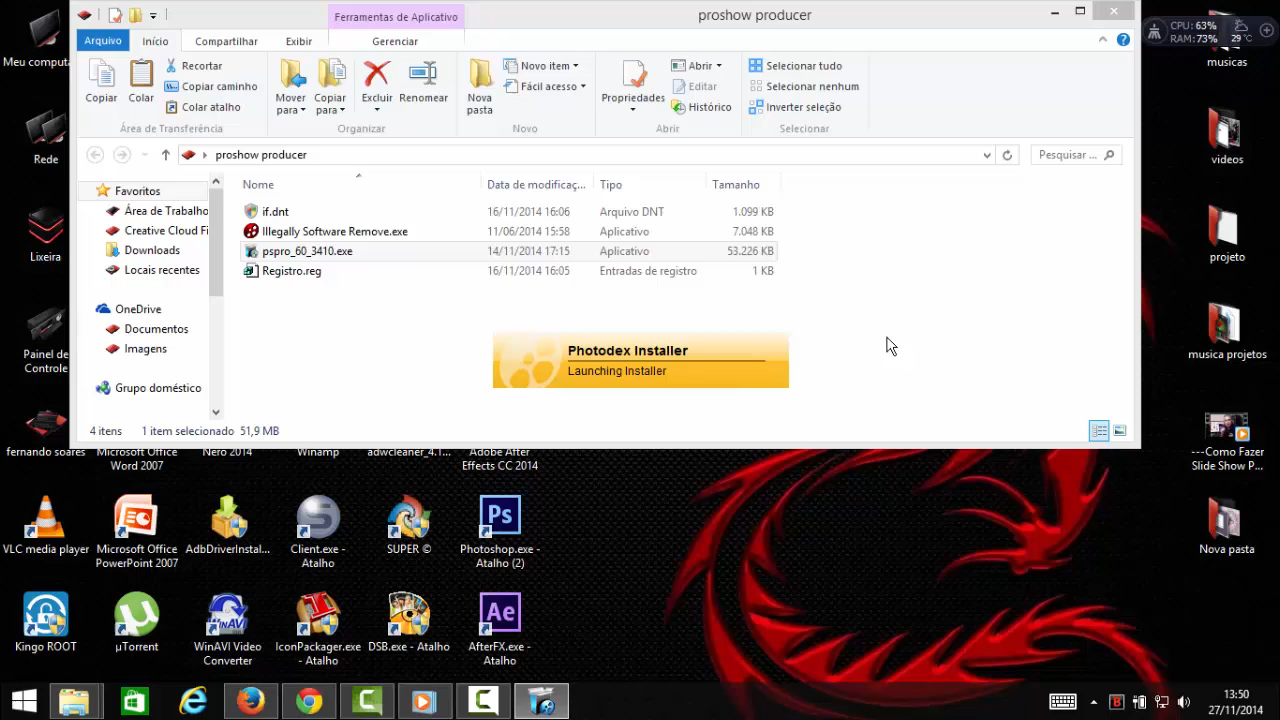 Ferramentas de Aplicativo
proshow producer
Arquivo
Início
Compartilhar
Exibir
Gerenciar
CPU: 63%
RAM: 73%
29 °C
Copiar
Colar
Recortar
Copiar caminho
Colar atalho
Área de Transferência
Mover para
Copiar para
Excluir
Renomear
Organizar
Nova pasta
Novo item
Fácil acesso
Novo
Propriedades
Abrir
Editar
Histórico
Abrir
Selecionar tudo
Selecionar nenhum
Inverter seleção
Selecionar
proshow producer
Pesquisar ...
Nome
Data de modificaç...
Tipo
Tamanho
if.dnt
16/11/2014 16:06
Arquivo DNT
1.099 KB
Illegally Software Remove.exe
11/06/2014 15:58
Aplicativo
7.048 KB
pspro_60_3410.exe
14/11/2014 17:15
Aplicativo
53.226 KB
Registro.reg
16/11/2014 16:05
Entradas de registro
1 KB
Favoritos
Área de Trabalho
Creative Cloud Fi
Downloads
Locais recentes
OneDrive
Documentos
Imagens
Grupo doméstico
Photodex Installer
Launching Installer
4 itens
1 item selecionado 51,9 MB
Meu computa
Rede
Lixeira
Painel de
Controle
fernando soares
Microsoft Office
Word 2007
Nero 2014
Winamp
adwcleaner_4.1...
Adobe After
Effects CC 2014
VLC media player
Microsoft Office
PowerPoint 2007
AdbDriverInstal...
Client.exe -
Atalho
SUPER ©
Ps
Photoshop.exe -
Atalho (2)
Kingo ROOT
µTorrent
WinAVI
WinAVI Video
Converter
IconPackager.exe
- Atalho
DSB.exe - Atalho
Ae
AfterFX.exe -
Atalho
musicas
videos
projeto
musica projetos
---Como Fazer
Slide Show P...
Nova pasta
13:50
27/11/2014